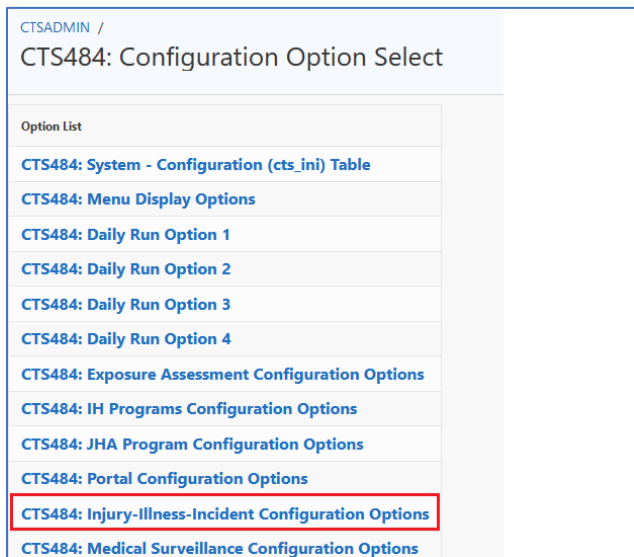 CTSADMIN /
CTS484: Configuration Option Select
Option List
CTS484: System - Configuration (cts_ini) Table
CTS484: Menu Display Options
CTS484: Daily Run Option 1
CTS484: Daily Run Option 2
CTS484: Daily Run Option 3
CTS484: Daily Run Option 4
CTS484: Exposure Assessment Configuration Options
CTS484: IH Programs Configuration Options
CTS484: JHA Program Configuration Options
CTS484: Portal Configuration Options
CTS484: Injury-Illness-Incident Configuration Options
CTS484: Medical Surveillance Configuration Options